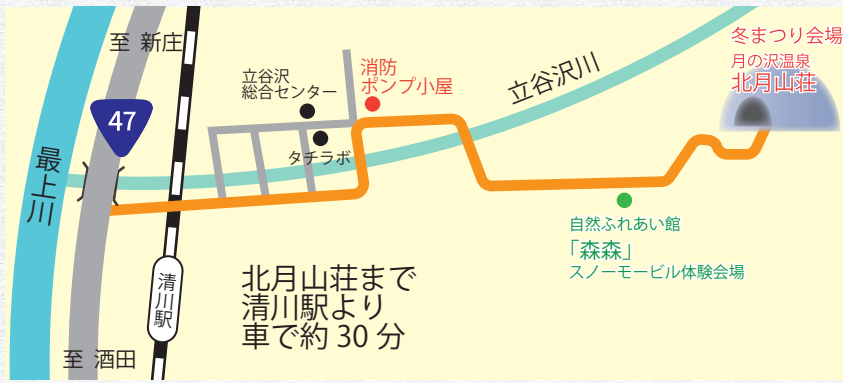 至 新庄
47
最上川
立谷沢
総合センター
消防
ポンプ小屋
タチラボ
立谷沢川
冬まつり会場
月の沢温泉
北月山荘
自然ふれあい館
「森森」
スノーモービル体験会場
清川駅
北月山荘まで
清川駅より
車で約 30 分
至 酒田